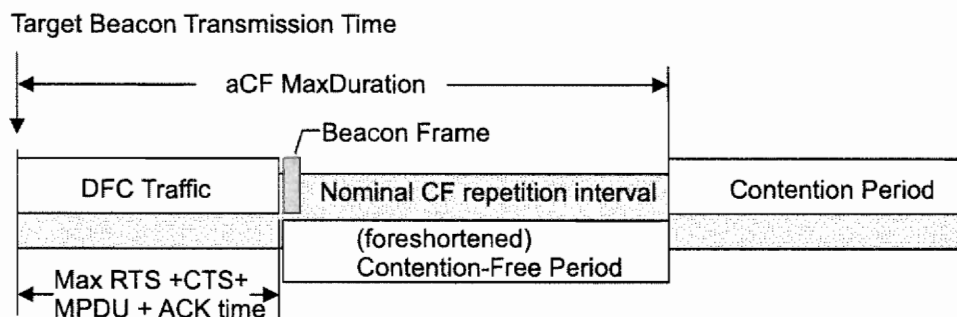 Target Beacon Transmission Time
aCF MaxDuration
Beacon Frame
DFC Traffic
Nominal CF repetition interval
Contention Period
(foreshortened)
Contention-Free Period
Max RTS +CTS+
MPDU + ACK time